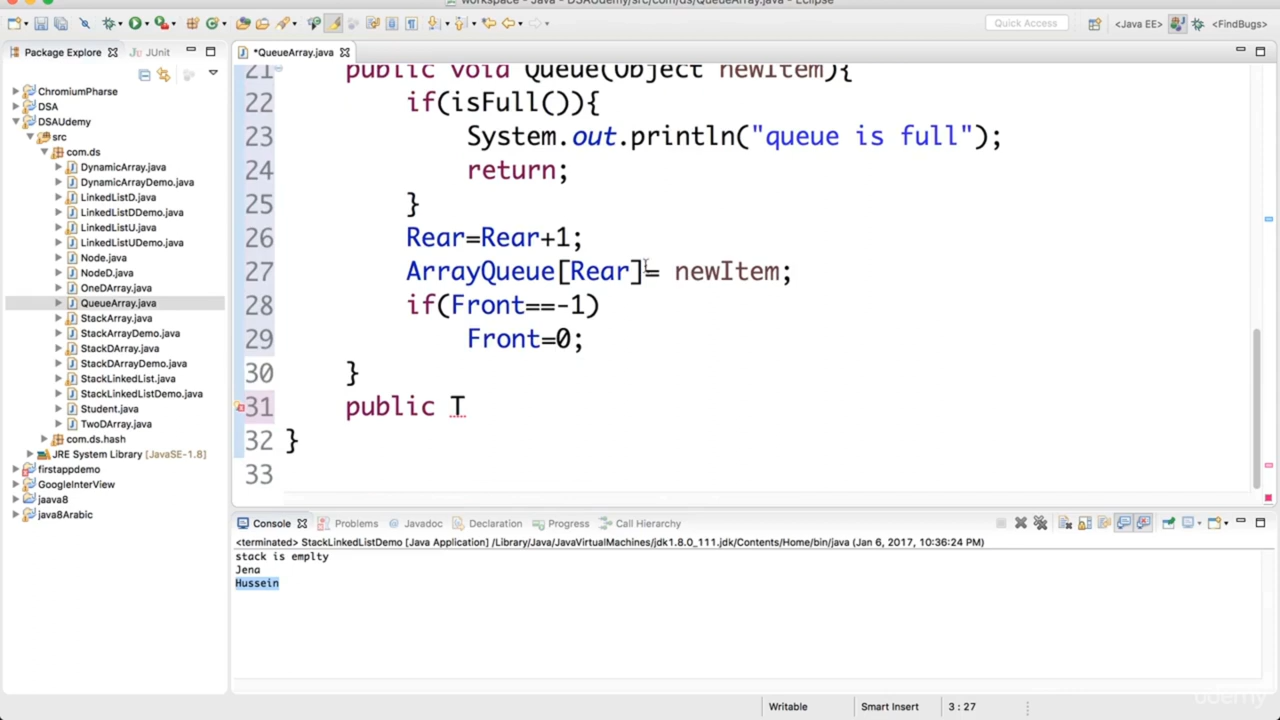 workspace - Java - DSAUdemy/src/com/ds/QueueArray.java - Eclipse
Quick Access
<Java EE>
<FindBugs>
Package Explorer
JUnit
*QueueArray.java
ChromiumPharse
DSA
DSAUdemy
src
com.ds
DynamicArray.java
DynamicArrayDemo.java
LinkedListD.java
LinkedListDDemo.java
LinkedListU.java
LinkedListUDemo.java
Node.java
NodeD.java
OneDArray.java
QueueArray.java
StackArray.java
StackArrayDemo.java
StackDArray.java
StackDArrayDemo.java
StackLinkedList.java
StackLinkedListDemo.java
Student.java
TwoDArray.java
com.ds.hash
JRE System Library [JavaSE-1.8]
firstappdemo
GoogleInterView
jaava8
java8Arabic
21 public void Queue(Object newItem){
22 if(isFull()){
23 System.out.println("queue is full");
24 return;
25 }
26 Rear=Rear+1;
27 ArrayQueue[Rear]= newItem;
28 if(Front==-1)
29 Front=0;
30 }
31 public T
32 }
33
Console
Problems
Javadoc
Declaration
Progress
Call Hierarchy
<terminated> StackLinkedListDemo [Java Application] /Library/Java/JavaVirtualMachines/jdk1.8.0_111.jdk/Contents/Home/bin/java (Jan 6, 2017, 10:36:24 PM)
stack is emplty
Jena
Hussein
Writable
Smart Insert
3 : 27
udemy